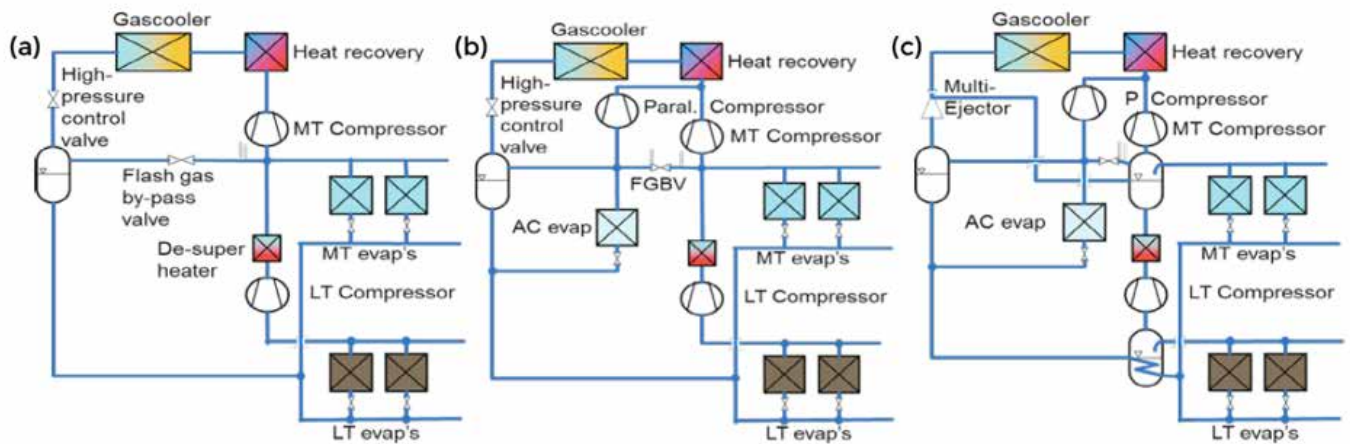 (a)
Gascooler
Heat recovery
High-
pressure
control
valve
MT Compressor
Flash gas
by-pass
valve
De-super
heater
MT evap's
LT Compressor
LT evap's
(b)
Gascooler
Heat recovery
High-
pressure
control
valve
Paral. Compressor
MT Compressor
FGBV
AC evap
MT evap's
LT Compressor
LT evap's
(c)
Gascooler
Heat recovery
Multi-
Ejector
P Compressor
MT Compressor
AC evap
MT evap's
LT Compressor
LT evap's